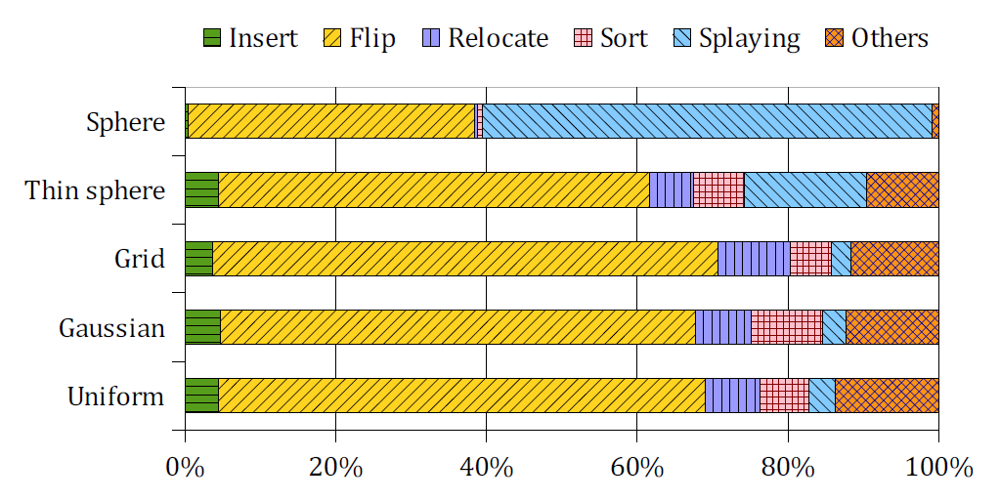 Insert Flip Relocate Sort Splaying Others
Sphere
Thin sphere
Grid
Gaussian
Uniform
0% 20% 40% 60% 80% 100%